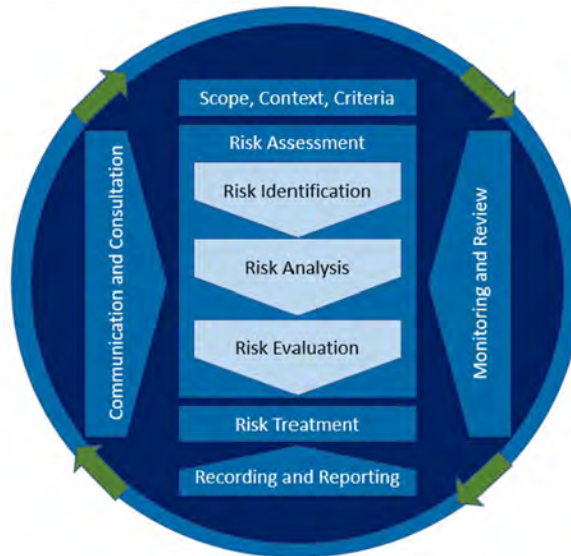 Scope, Context, Criteria
Risk Assessment
Risk Identification
Risk Analysis
Risk Evaluation
Risk Treatment
Recording and Reporting
Communication and Consultation
Monitoring and Review